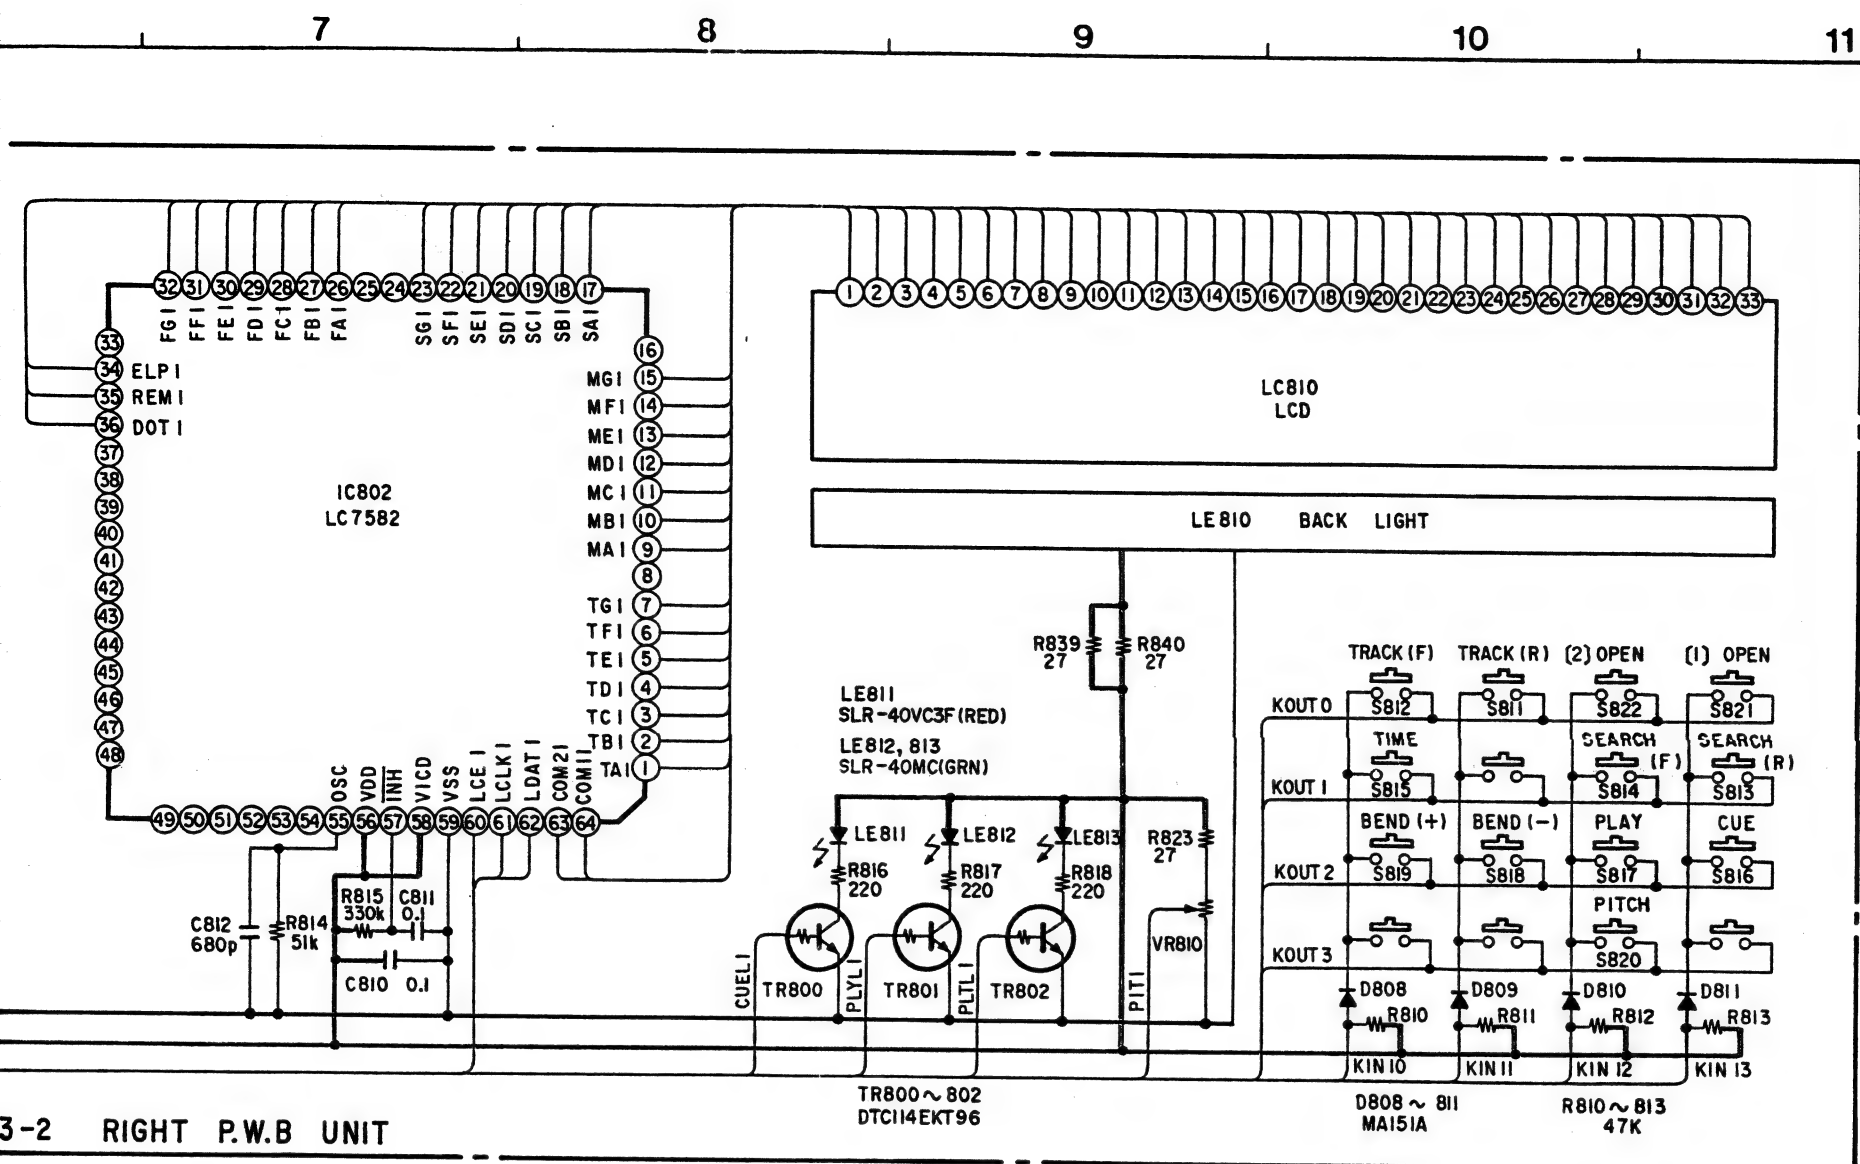 7 8 9 10 11
32 31 30 29 28 27 26 25 24 23 22 21 20 19 18 17
FG1 FF1 FE1 FD1 FC1 FB1 FA1 SG1 SF1 SE1 SD1 SC1 SB1 SA1
1 2 3 4 5 6 7 8 9 10 11 12 13 14 15 16 17 18 19 20 21 22 23 24 25 26 27 28 29 30 31 32 33
33
34 ELP1
35 REM1
36 DOT1
37
38
39
40
41
42
43
44
45
46
47
48
16
MG1 15
MF1 14
ME1 13
MD1 12
MC1 11
MB1 10
MA1 9
8
TG1 7
TF1 6
TE1 5
TD1 4
TC1 3
TB1 2
TA1 1
IC802
LC7582
LC810
LCD
LE810 BACK LIGHT
OSC VDD INH VICD VSS LCE1 LCLK1 LDAT1 COM21 COM11
49 50 51 52 53 54 55 56 57 58 59 60 61 62 63 64
C812
680p
R814
51k
R815
330k
C811
0.1
C810 0.1
R839
27
R840
27
LE811
SLR-40VC3F(RED)
LE812, 813
SLR-40MC(GRN)
LE811 LE812 LE813
R816
220
R817
220
R818
220
R823
27
VR810
CUEL1 TR800 PLYL1 TR801 PLTL1 TR802 PIT1
TR800~802
DTC114EKT96
TRACK(F) TRACK(R) (2) OPEN (1) OPEN
KOUT0 S812 S811 S822 S821
TIME SEARCH (F) SEARCH (R)
KOUT1 S815 S814 S813
BEND(+) BEND(-) PLAY CUE
KOUT2 S819 S818 S817 S816
PITCH
KOUT3 S820
D808 D809 D810 D811
R810 R811 R812 R813
KIN10 KIN11 KIN12 KIN13
D808~811
MA151A
R810~813
47K
3-2 RIGHT P.W.B UNIT